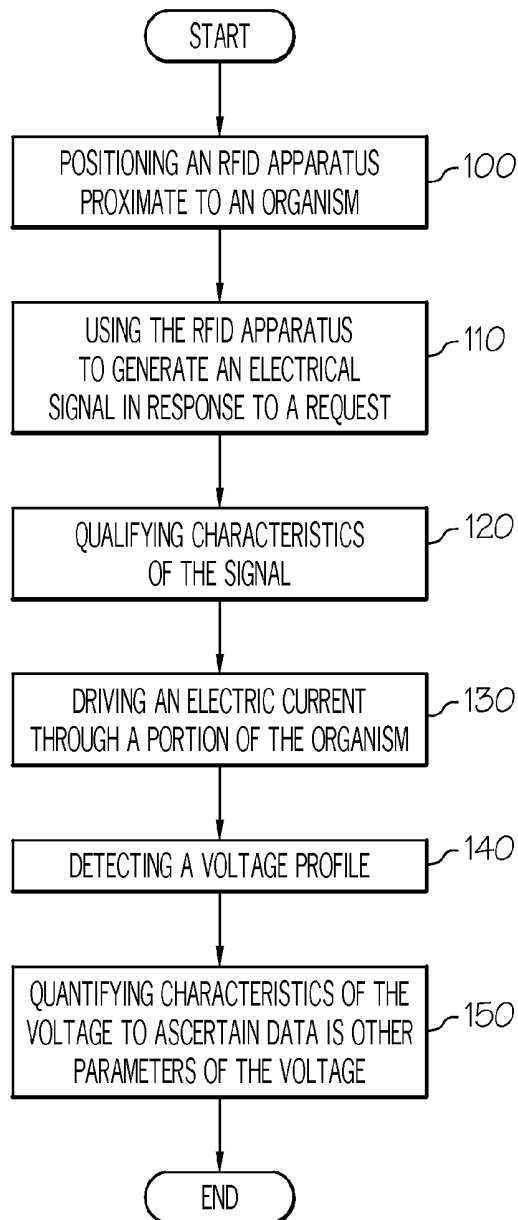 START
POSITIONING AN RFID APPARATUS
PROXIMATE TO AN ORGANISM
100
USING THE RFID APPARATUS
TO GENERATE AN ELECTRICAL
SIGNAL IN RESPONSE TO A REQUEST
110
QUALIFYING CHARACTERISTICS
OF THE SIGNAL
120
DRIVING AN ELECTRIC CURRENT
THROUGH A PORTION OF THE ORGANISM
130
DETECTING A VOLTAGE PROFILE
140
QUANTIFYING CHARACTERISTICS OF THE
VOLTAGE TO ASCERTAIN DATA IS OTHER
PARAMETERS OF THE VOLTAGE
150
END